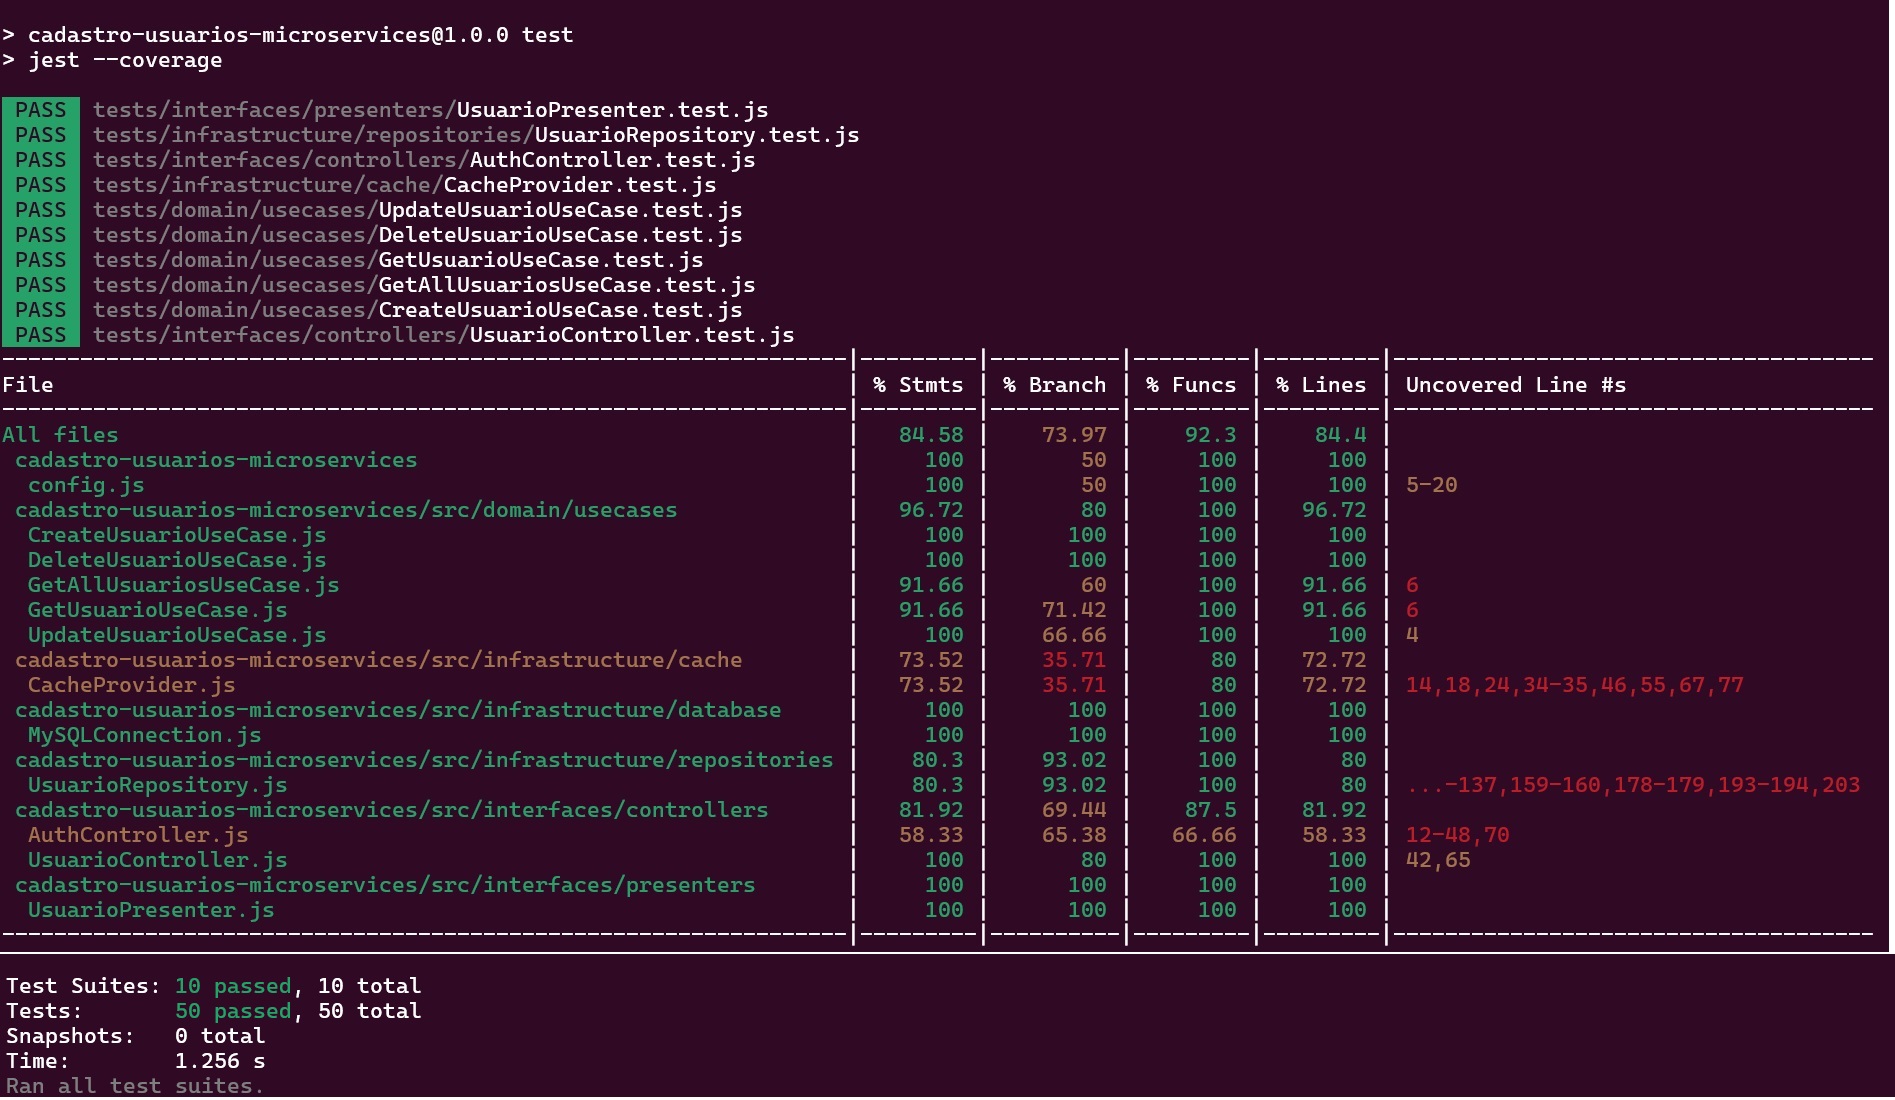 > cadastro-usuarios-microservices@1.0.0 test
> jest --coverage
PASS tests/interfaces/presenters/UsuarioPresenter.test.js
PASS tests/infrastructure/repositories/UsuarioRepository.test.js
PASS tests/interfaces/controllers/AuthController.test.js
PASS tests/infrastructure/cache/CacheProvider.test.js
PASS tests/domain/usecases/UpdateUsuarioUseCase.test.js
PASS tests/domain/usecases/DeleteUsuarioUseCase.test.js
PASS tests/domain/usecases/GetUsuarioUseCase.test.js
PASS tests/domain/usecases/GetAllUsuariosUseCase.test.js
PASS tests/domain/usecases/CreateUsuarioUseCase.test.js
PASS tests/interfaces/controllers/UsuarioController.test.js
File | % Stmts | % Branch | % Funcs | % Lines | Uncovered Line #s
All files | 84.58 | 73.97 | 92.3 | 84.4 |
cadastro-usuarios-microservices | 100 | 50 | 100 | 100 |
config.js | 100 | 50 | 100 | 100 | 5-20
cadastro-usuarios-microservices/src/domain/usecases | 96.72 | 80 | 100 | 96.72 |
CreateUsuarioUseCase.js | 100 | 100 | 100 | 100 |
DeleteUsuarioUseCase.js | 100 | 100 | 100 | 100 |
GetAllUsuariosUseCase.js | 91.66 | 60 | 100 | 91.66 | 6
GetUsuarioUseCase.js | 91.66 | 71.42 | 100 | 91.66 | 6
UpdateUsuarioUseCase.js | 100 | 66.66 | 100 | 100 | 4
cadastro-usuarios-microservices/src/infrastructure/cache | 73.52 | 35.71 | 80 | 72.72 |
CacheProvider.js | 73.52 | 35.71 | 80 | 72.72 | 14,18,24,34-35,46,55,67,77
cadastro-usuarios-microservices/src/infrastructure/database | 100 | 100 | 100 | 100 |
MySQLConnection.js | 100 | 100 | 100 | 100 |
cadastro-usuarios-microservices/src/infrastructure/repositories | 80.3 | 93.02 | 100 | 80 |
UsuarioRepository.js | 80.3 | 93.02 | 100 | 80 | ...-137,159-160,178-179,193-194,203
cadastro-usuarios-microservices/src/interfaces/controllers | 81.92 | 69.44 | 87.5 | 81.92 |
AuthController.js | 58.33 | 65.38 | 66.66 | 58.33 | 12-48,70
UsuarioController.js | 100 | 80 | 100 | 100 | 42,65
cadastro-usuarios-microservices/src/interfaces/presenters | 100 | 100 | 100 | 100 |
UsuarioPresenter.js | 100 | 100 | 100 | 100 |
Test Suites: 10 passed, 10 total
Tests: 50 passed, 50 total
Snapshots: 0 total
Time: 1.256 s
Ran all test suites.